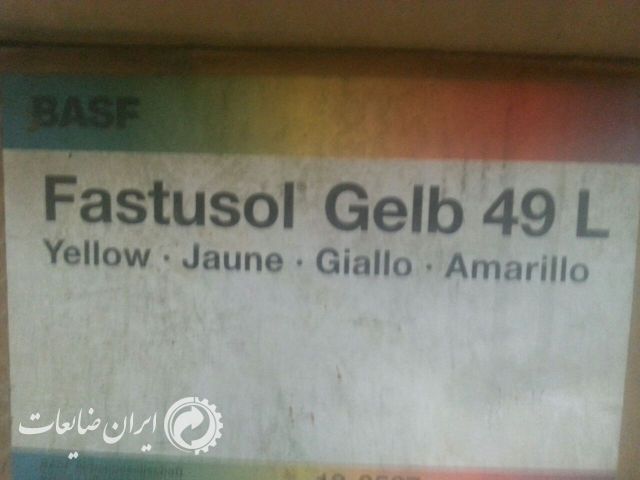 BASF
Fastusol Gelb 49 L
Yellow · Jaune · Giallo · Amarillo
ایران ضایعات